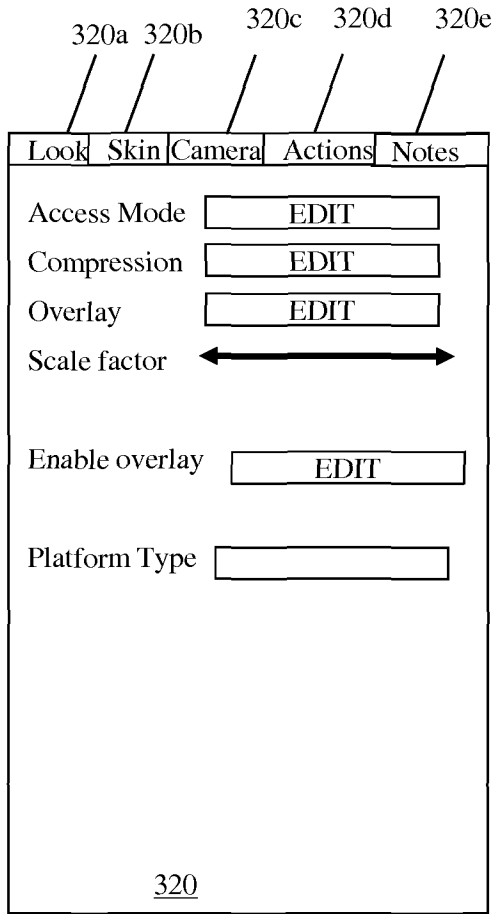 320a 320b 320c 320d 320e
Look Skin Camera Actions Notes
Access Mode EDIT
Compression EDIT
Overlay EDIT
Scale factor
Enable overlay EDIT
Platform Type
320